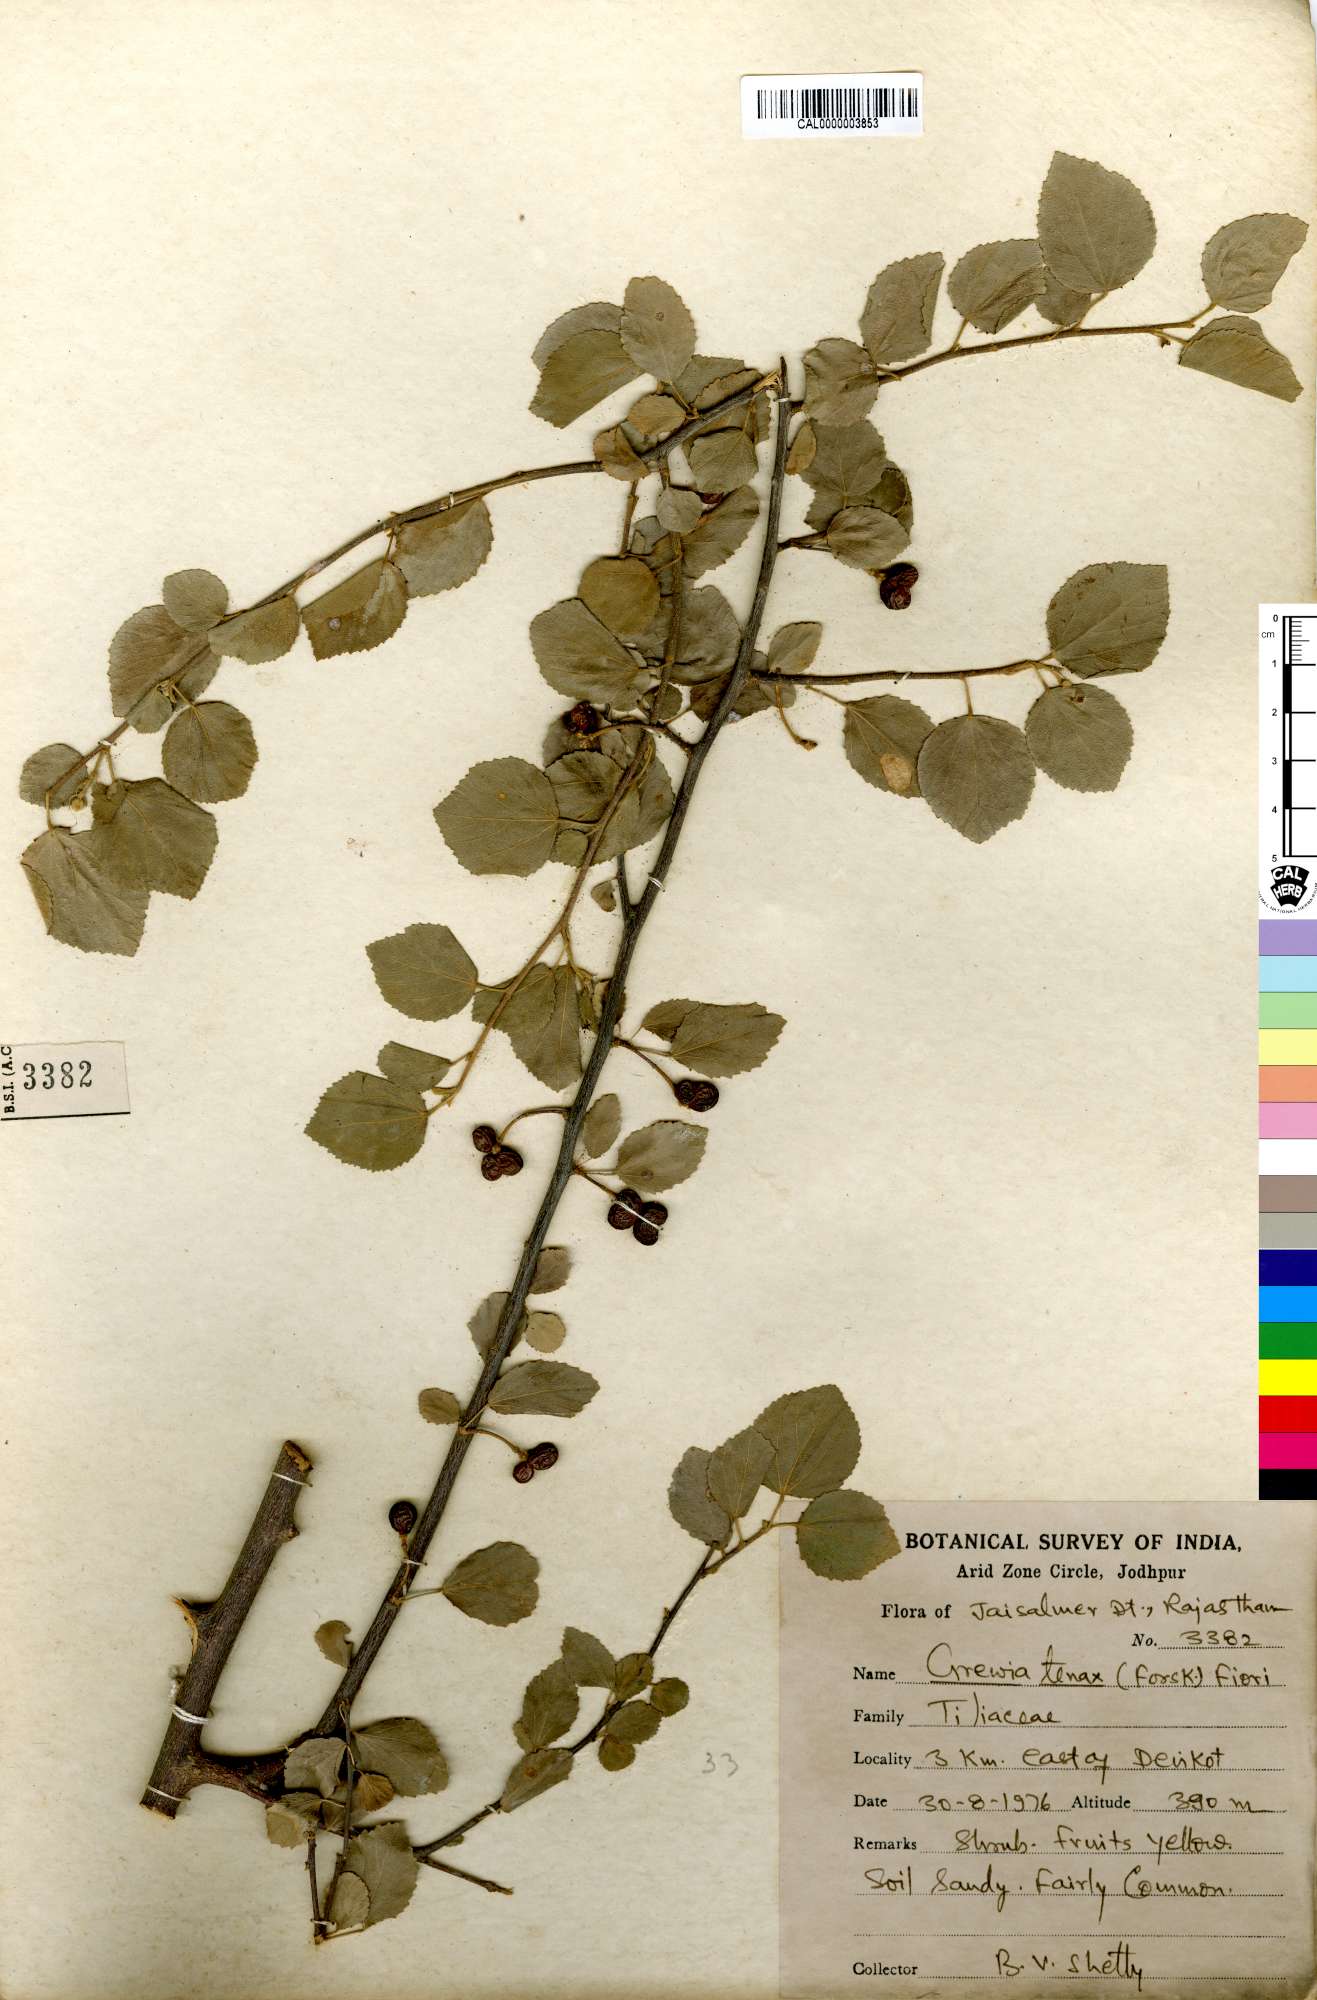 CAL0000003853
0
cm
1
2
3
4
5
CAL
HERB
B.S.I. (A.C
3382
BOTANICAL SURVEY OF INDIA,
Arid Zone Circle, Jodhpur
Flora of Jaisalmer Dt., Rajasthan
No. 3382
Name Grewia tenax (Forsk.) Fiori
Family Tiliaceae
Locality 3 Km. east of Devikot
Date 30-8-1976 Altitude 390 m
Remarks Shrub. fruits yellow.
Soil Sandy. Fairly Common.
Collector B. V. Shetty
33